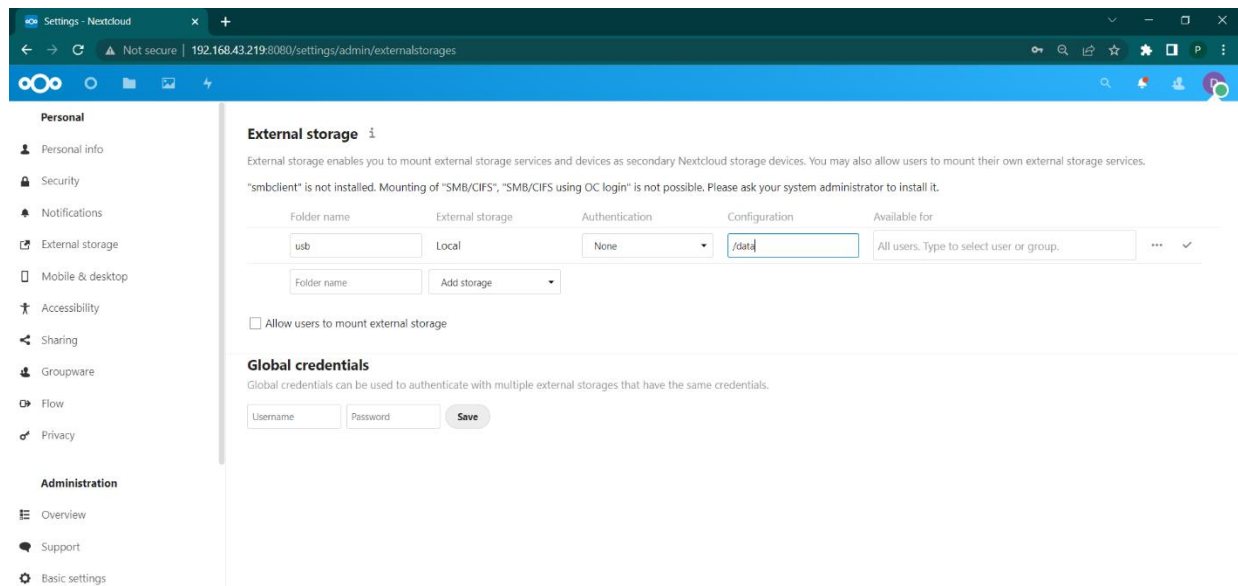 Settings - Nextcloud
Not secure | 192.168.43.219:8080/settings/admin/externalstorages
P
Personal
Personal info
Security
Notifications
External storage
Mobile & desktop
Accessibility
Sharing
Groupware
Flow
Privacy
Administration
Overview
Support
Basic settings
External storage i
External storage enables you to mount external storage services and devices as secondary Nextcloud storage devices. You may also allow users to mount their own external storage services.
"smbclient" is not installed. Mounting of "SMB/CIFS", "SMB/CIFS using OC login" is not possible. Please ask your system administrator to install it.
Folder name External storage Authentication Configuration Available for
usb Local None /data All users. Type to select user or group.
Folder name Add storage
Allow users to mount external storage
Global credentials
Global credentials can be used to authenticate with multiple external storages that have the same credentials.
Username Password Save